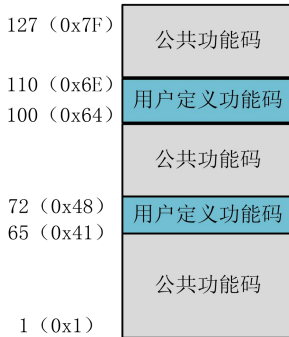 127（0x7F）
公共功能码
110（0x6E）
用户定义功能码
100（0x64）
公共功能码
72（0x48）
用户定义功能码
65（0x41）
公共功能码
1（0x1）